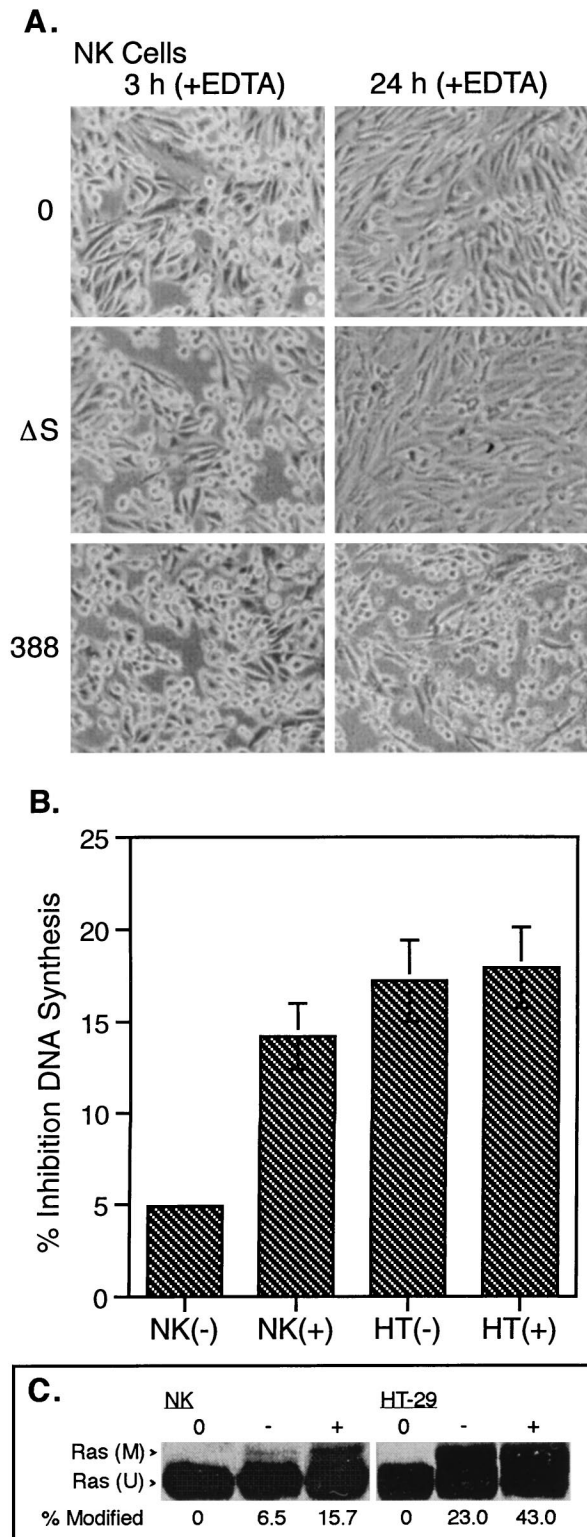 A.
NK Cells
3 h (+EDTA) 24 h (+EDTA)
0
ΔS
388
B.
% Inhibition DNA Synthesis
25
20
15
10
5
0
NK(-) NK(+) HT(-) HT(+)
C.
NK HT-29
0 - + 0 - +
Ras (M)
Ras (U)
% Modified 0 6.5 15.7 0 23.0 43.0